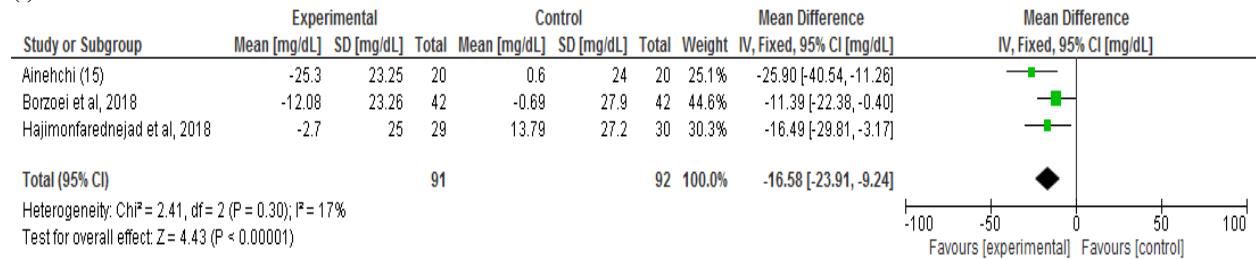 Experimental Control Mean Difference Mean Difference
Study or Subgroup Mean [mg/dL] SD [mg/dL] Total Mean [mg/dL] SD [mg/dL] Total Weight IV, Fixed, 95% CI [mg/dL] IV, Fixed, 95% CI [mg/dL]
Ainehchi (15) -25.3 23.25 20 0.6 24 20 25.1% -25.90 [-40.54, -11.26]
Borzoei et al, 2018 -12.08 23.26 42 -0.69 27.9 42 44.6% -11.39 [-22.38, -0.40]
Hajimonfarednejad et al, 2018 -2.7 25 29 13.79 27.2 30 30.3% -16.49 [-29.81, -3.17]
Total (95% CI) 91 92 100.0% -16.58 [-23.91, -9.24]
Heterogeneity: Chi² = 2.41, df = 2 (P = 0.30); I² = 17%
Test for overall effect: Z = 4.43 (P < 0.00001)
-100 -50 0 50 100
Favours [experimental] Favours [control]